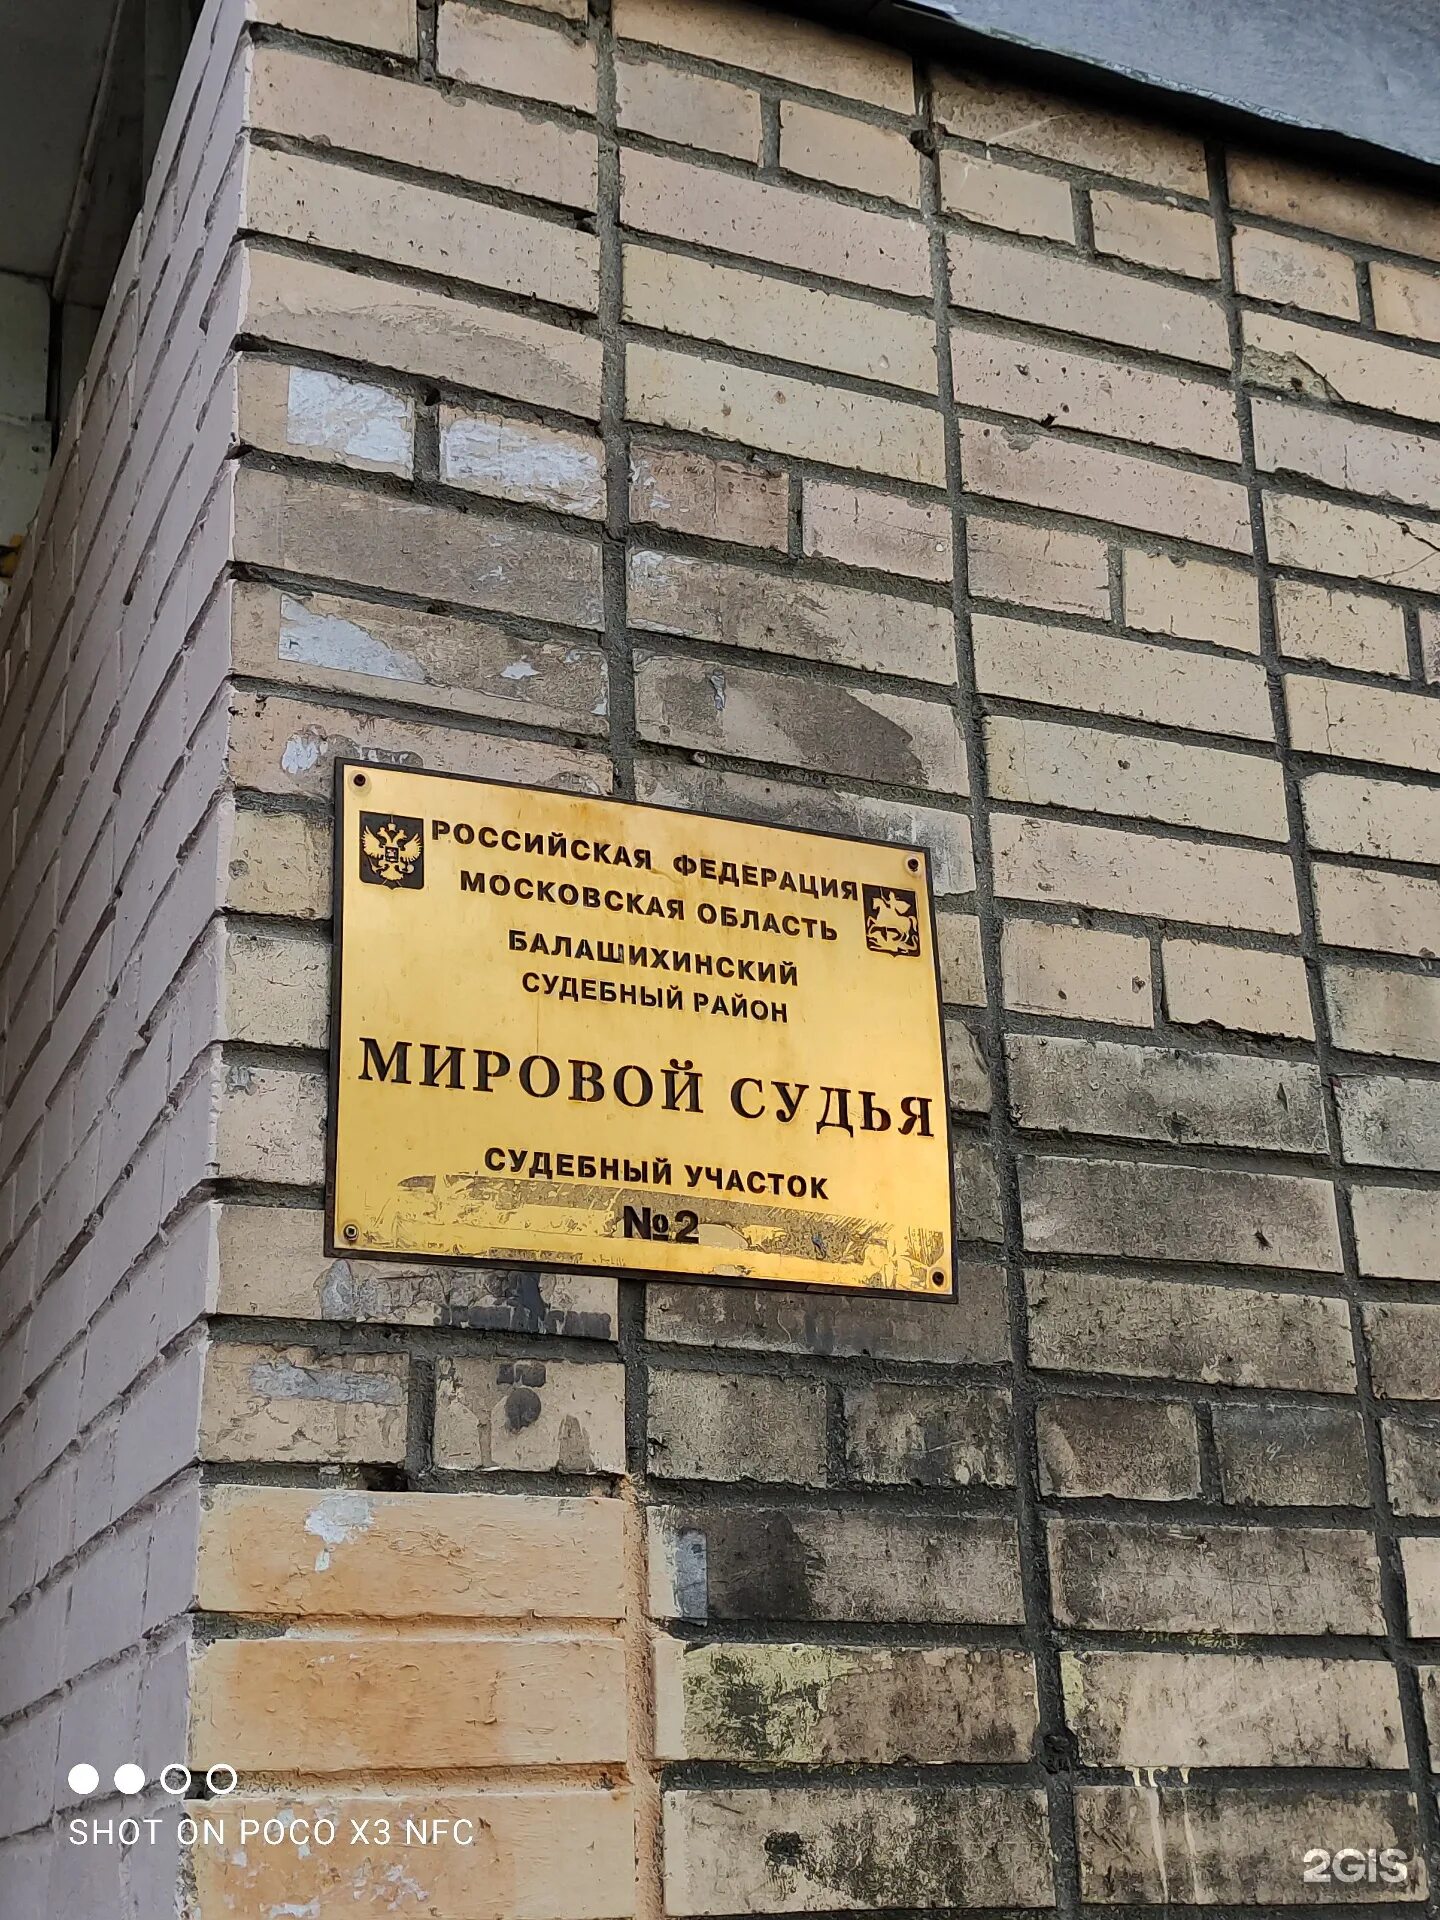 РОССИЙСКАЯ ФЕДЕРАЦИЯ
МОСКОВСКАЯ ОБЛАСТЬ
БАЛАШИХИНСКИЙ
СУДЕБНЫЙ РАЙОН
МИРОВОЙ СУДЬЯ
СУДЕБНЫЙ УЧАСТОК
№2
SHOT ON POCO X3 NFC
2GIS